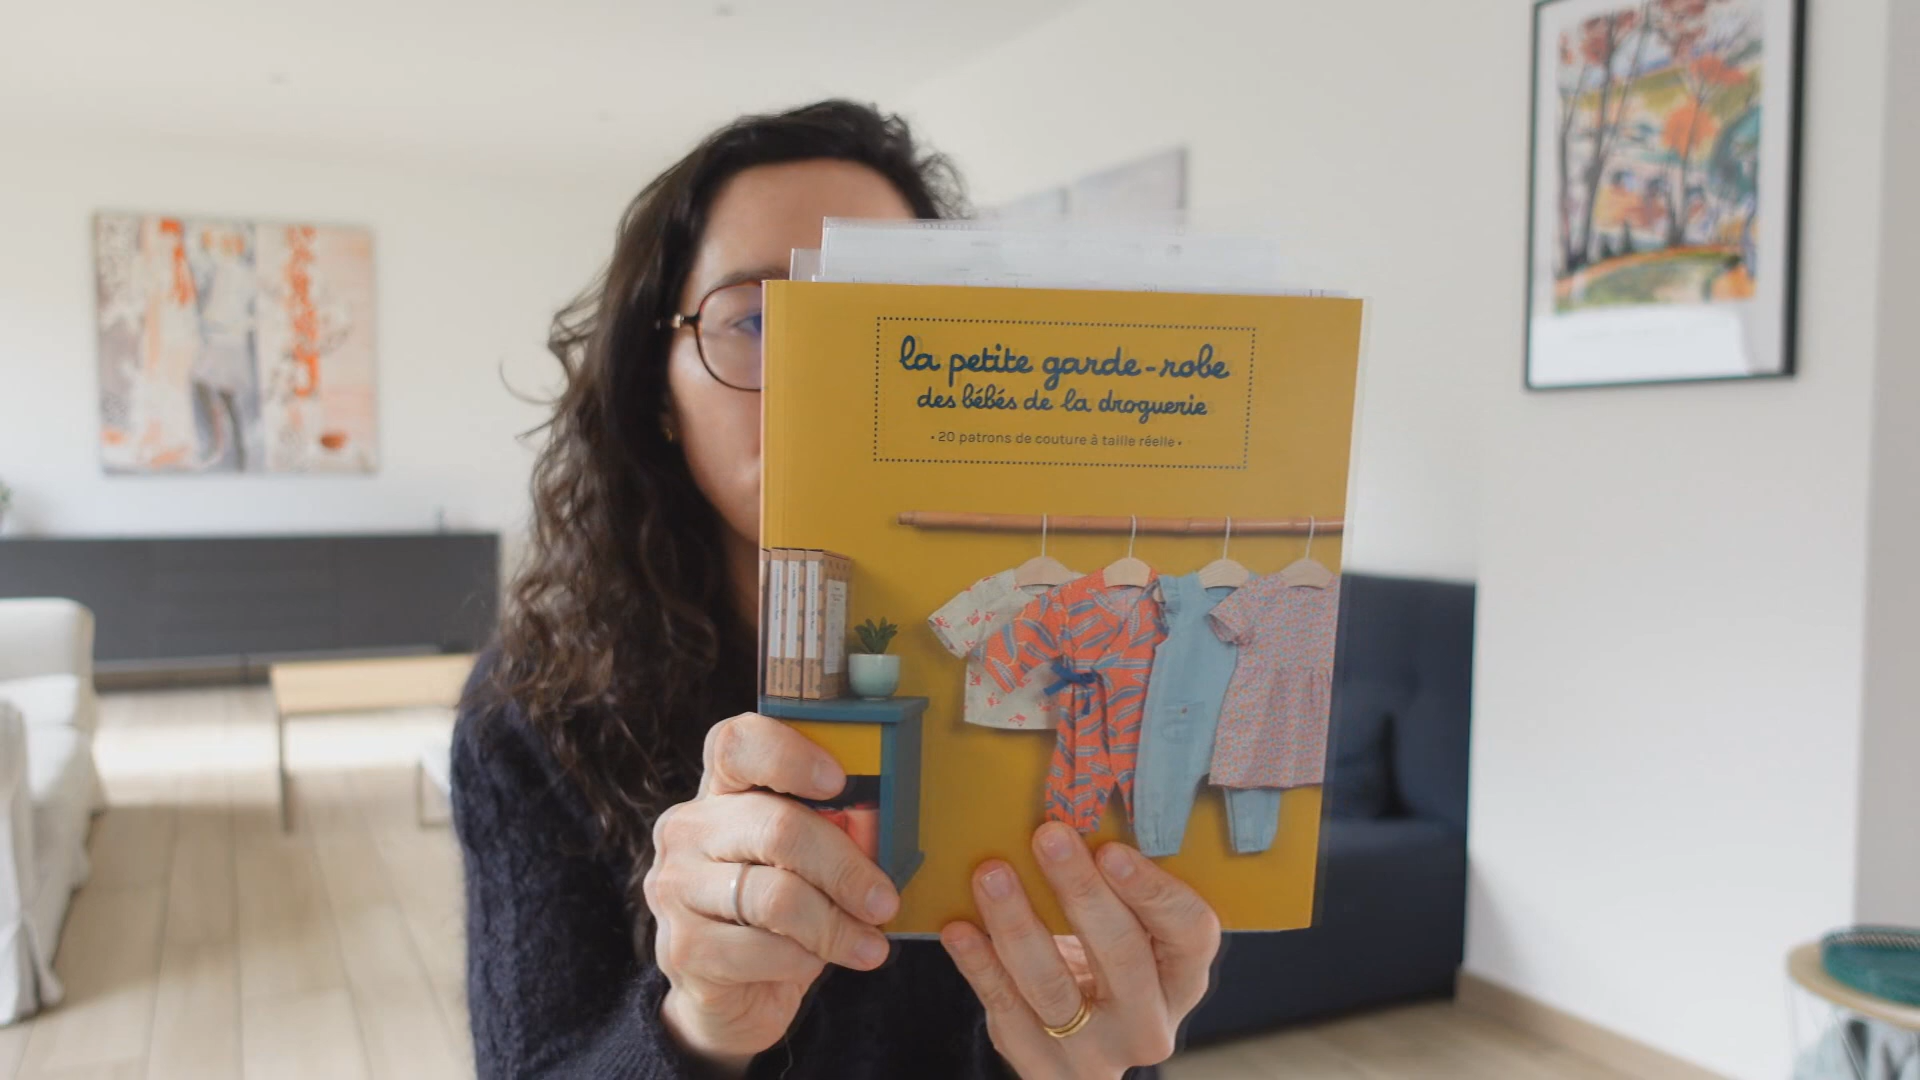 la petite garde-robe
des bébés de la droguerie
• 20 patrons de couture à taille réelle •